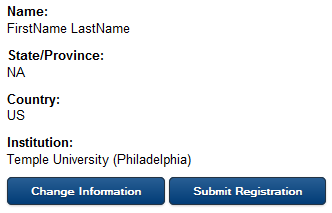 Name:
FirstName LastName
State/Province:
NA
Country:
US
Institution:
Temple University (Philadelphia)
Change Information Submit Registration